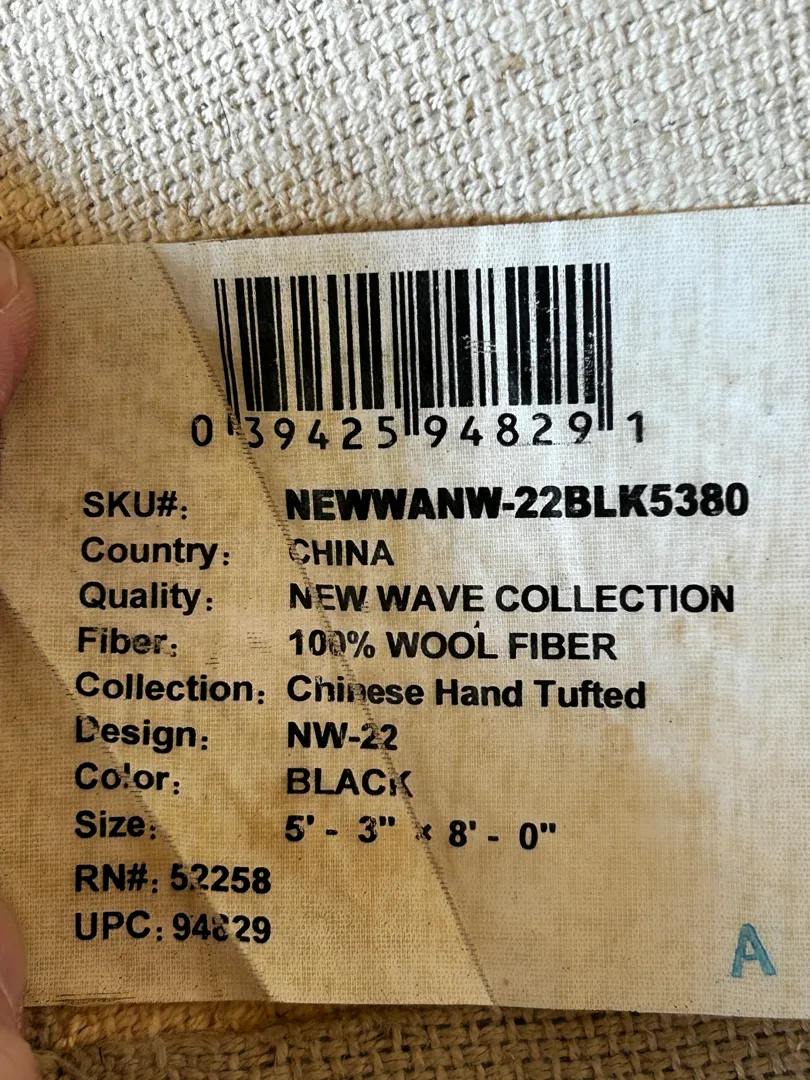 0 39425 94829 1
SKU#: NEWWANW-22BLK5380
Country: CHINA
Quality: NEW WAVE COLLECTION
Fiber: 100% WOOL FIBER
Collection: Chinese Hand Tufted
Design: NW-22
Color: BLACK
Size: 5' - 3" x 8' - 0"
RN#: 52258
UPC: 94829
A